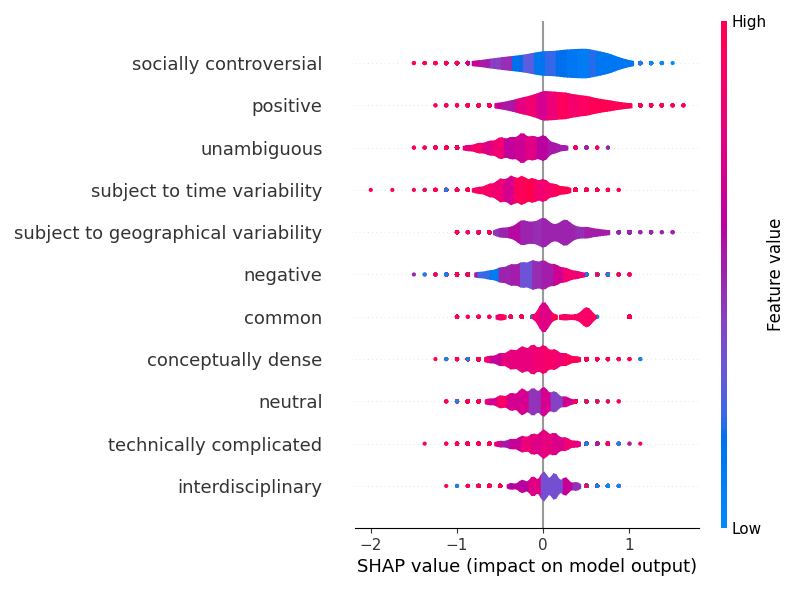 High
socially controversial
positive
unambiguous
subject to time variability
subject to geographical variability
negative
common
conceptually dense
neutral
technically complicated
interdisciplinary
Feature value
Low
−2 −1 0 1
SHAP value (impact on model output)